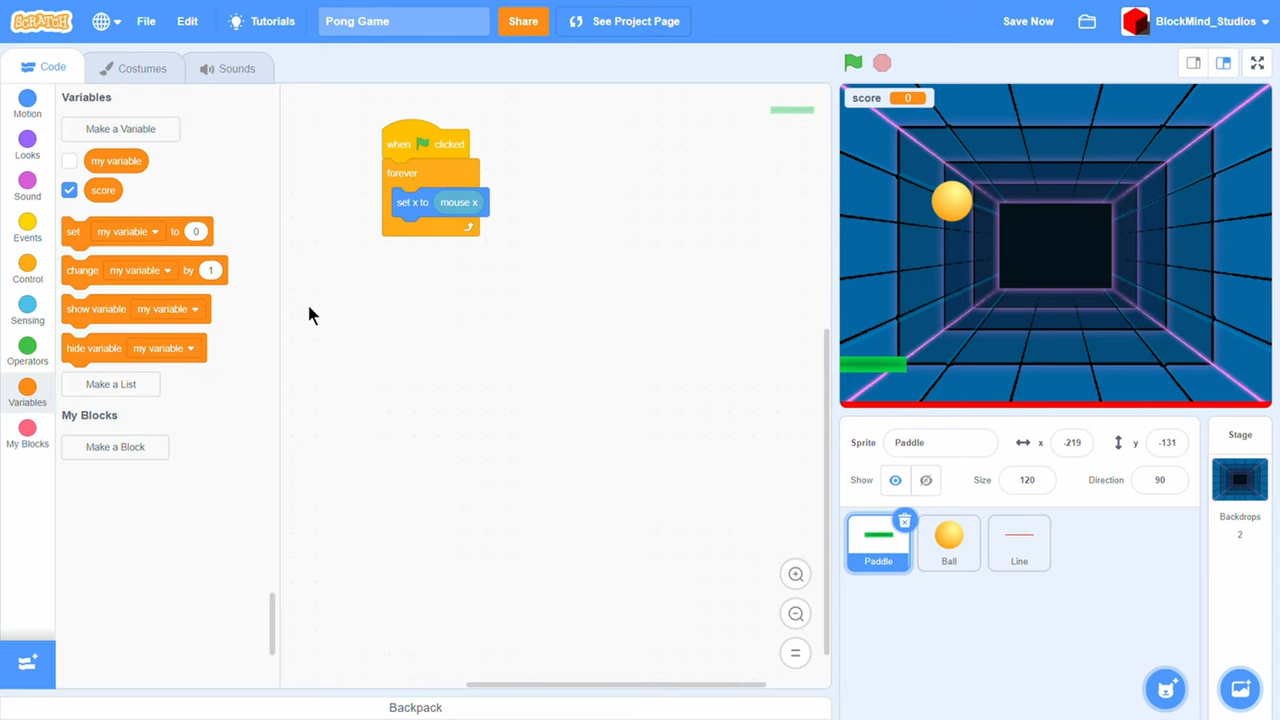 SCRATCH File Edit Tutorials Pong Game Share See Project Page Save Now BlockMind_Studios
Code Costumes Sounds
Motion
Looks
Sound
Events
Control
Sensing
Operators
Variables
My Blocks
Variables
Make a Variable
my variable
score
set my variable to 0
change my variable by 1
show variable my variable
hide variable my variable
Make a List
My Blocks
Make a Block
when clicked
forever
set x to mouse x
score 0
Sprite Paddle x -219 y -131
Show Size 120 Direction 90
Paddle Ball Line
Stage
Backdrops
2
Backpack